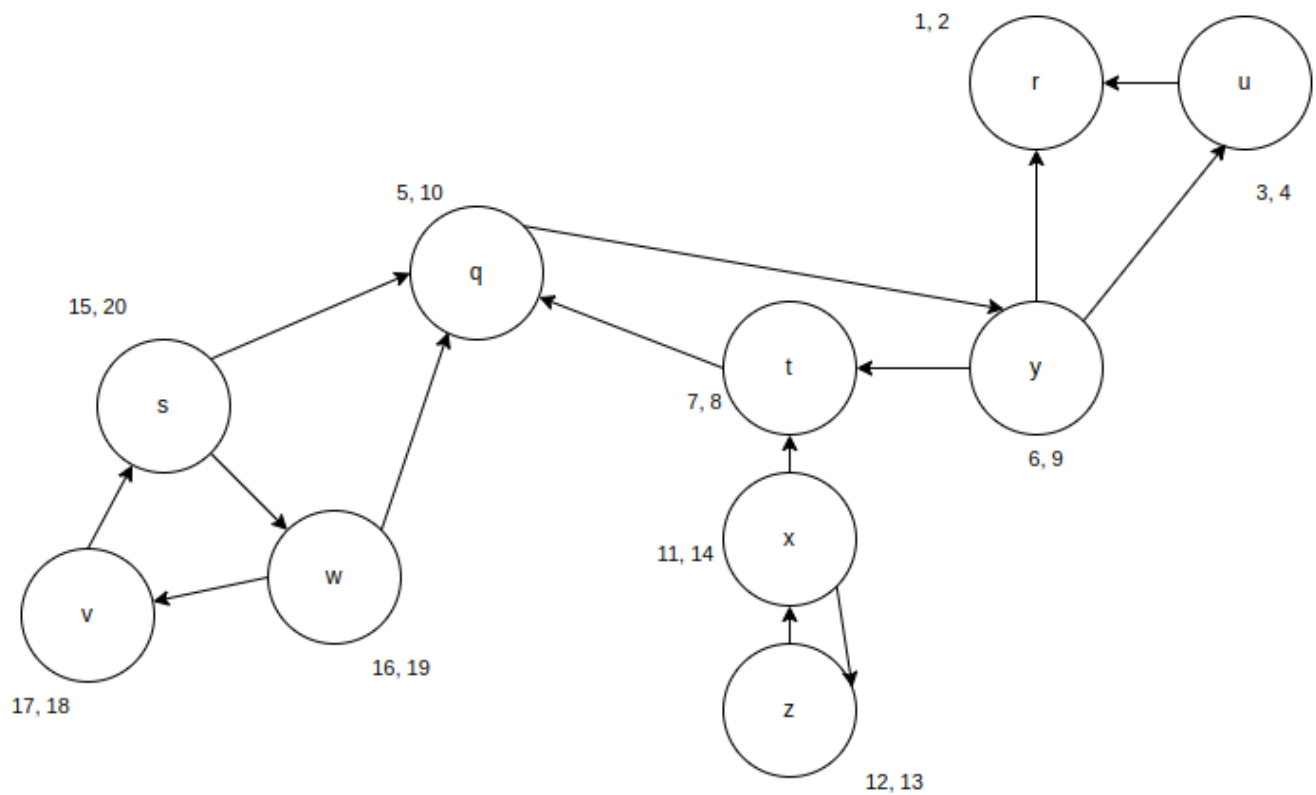 1, 2
r
u
5, 10
3, 4
q
15, 20
t
y
s
7, 8
6, 9
x
11, 14
w
v
16, 19
17, 18
z
12, 13